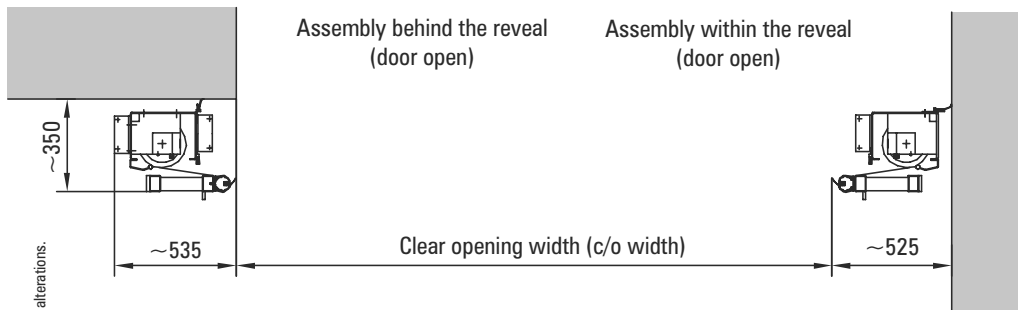 Assembly behind the reveal
(door open)
Assembly within the reveal
(door open)
~350
~535
Clear opening width (c/o width)
~525
alterations.